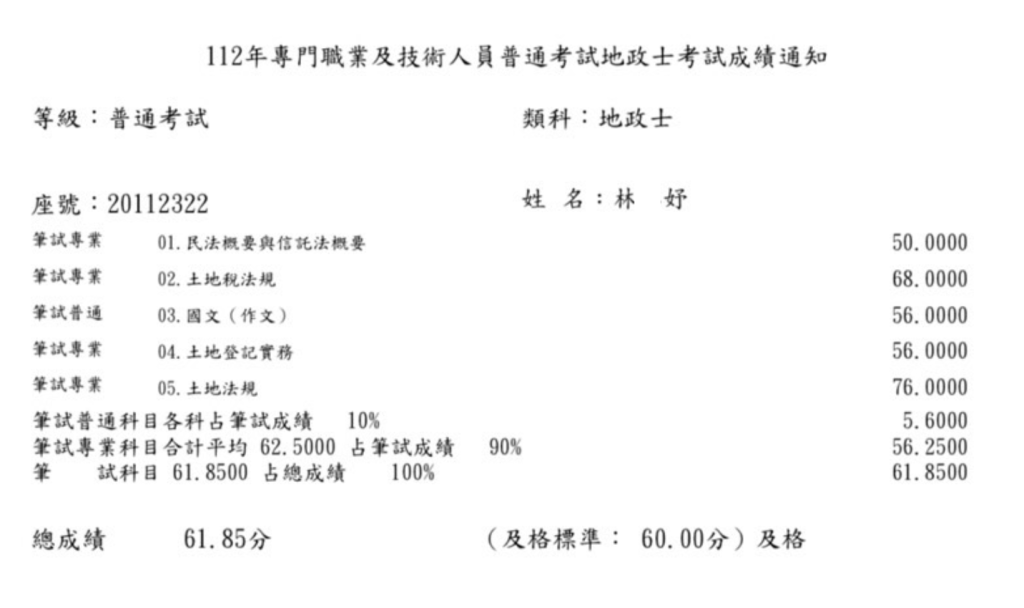 112年專門職業及技術人員普通考試地政士考試成績通知
等級：普通考試 類科：地政士
座號：20112322 姓 名：林 妤
筆試專業 01.民法概要與信託法概要 50.0000
筆試專業 02.土地稅法規 68.0000
筆試普通 03.國文（作文） 56.0000
筆試專業 04.土地登記實務 56.0000
筆試專業 05.土地法規 76.0000
筆試普通科目各科占筆試成績 10% 5.6000
筆試專業科目合計平均 62.5000 占筆試成績 90% 56.2500
筆 試科目 61.8500 占總成績 100% 61.8500
總成績 61.85分 （及格標準： 60.00分）及格